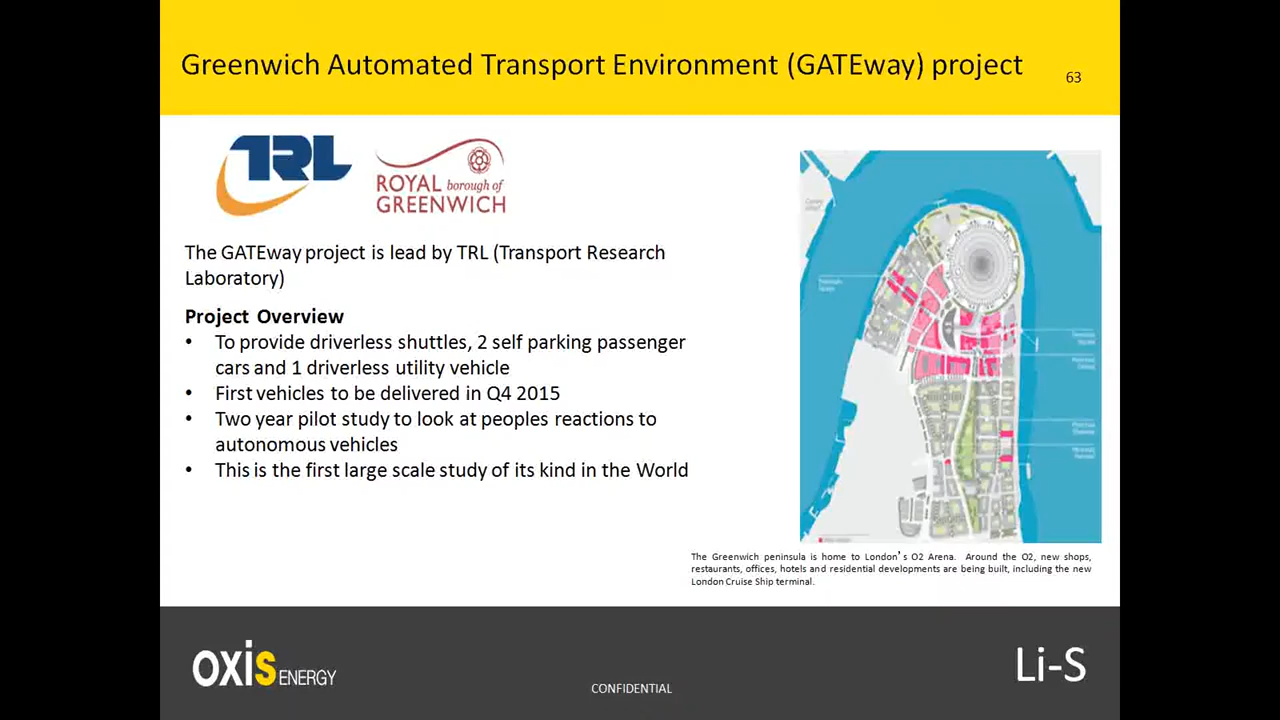 Greenwich Automated Transport Environment (GATEway) project
63
TRL
ROYAL borough of
GREENWICH
The GATEway project is lead by TRL (Transport Research
Laboratory)
Project Overview
• To provide driverless shuttles, 2 self parking passenger
cars and 1 driverless utility vehicle
• First vehicles to be delivered in Q4 2015
• Two year pilot study to look at peoples reactions to
autonomous vehicles
• This is the first large scale study of its kind in the World
The Greenwich peninsula is home to London's O2 Arena. Around the O2, new shops,
restaurants, offices, hotels and residential developments are being built, including the new
London Cruise Ship terminal.
OXIS ENERGY
CONFIDENTIAL
Li-S